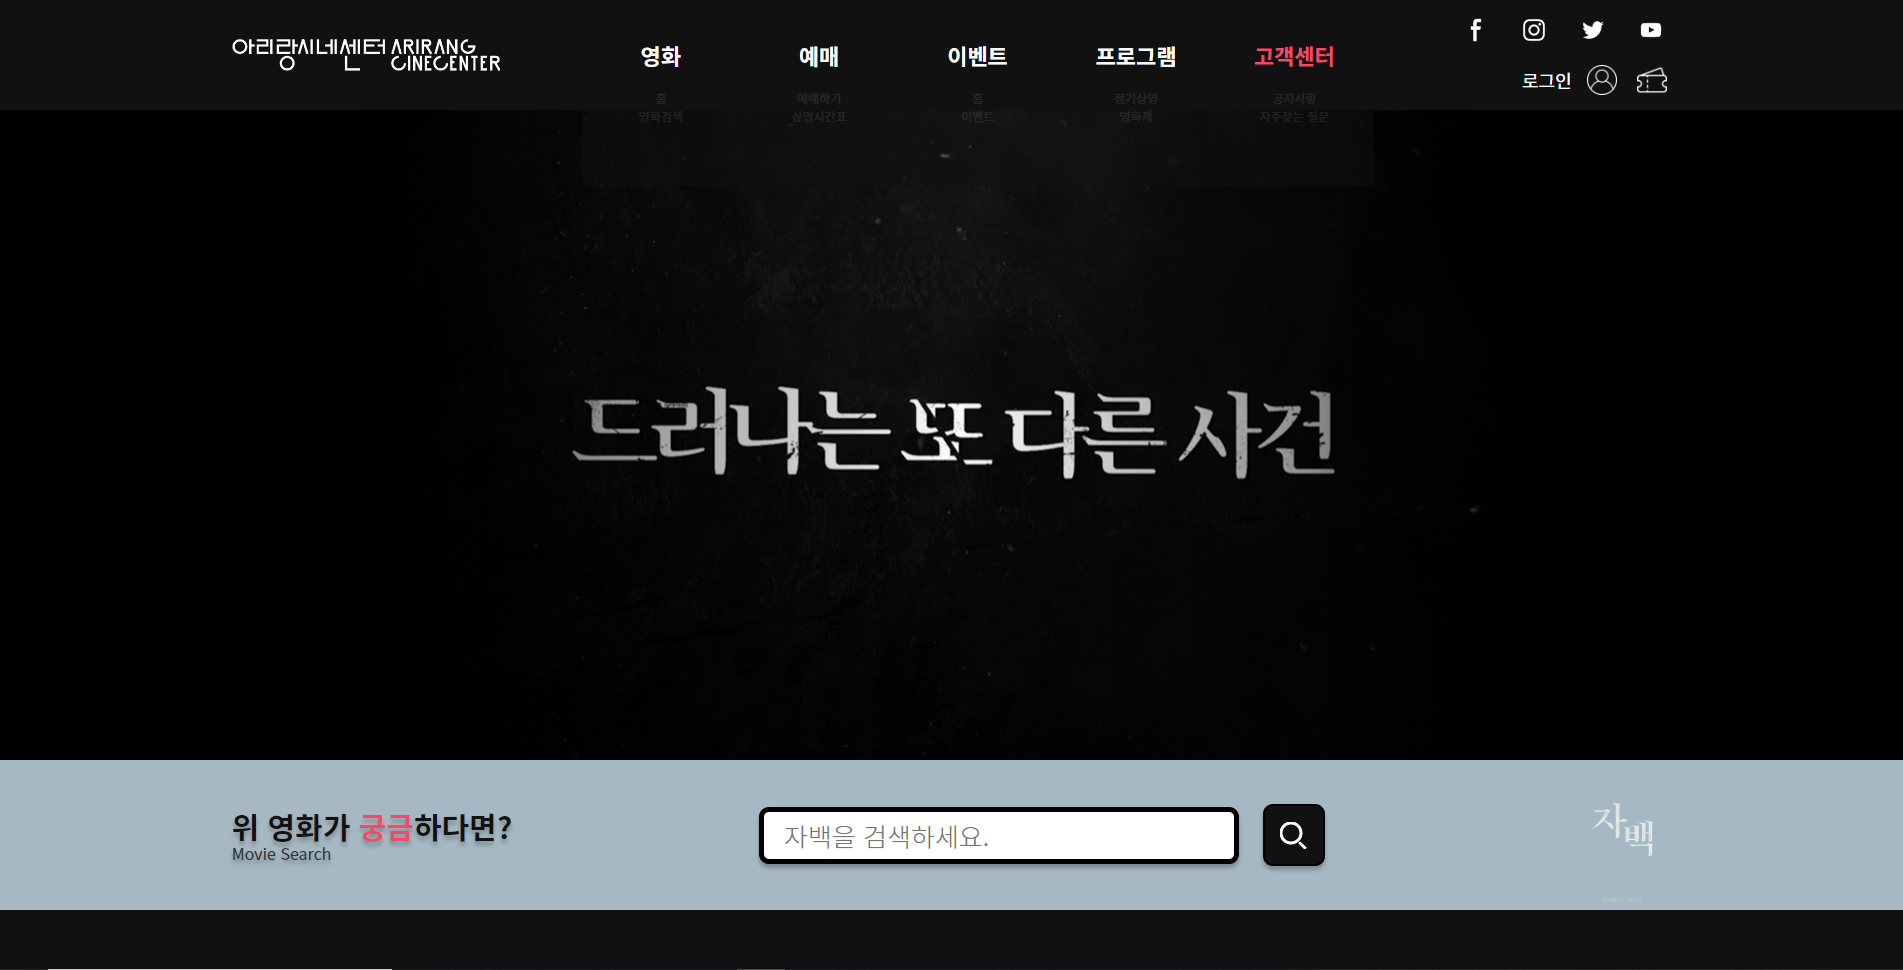 아리랑시네센터 ARIRANG CINECENTER
영화 예매 이벤트 프로그램 고객센터
로그인
홈 예매하기 홈 정기상영 공지사항
영화검색 상영시간표 이벤트 영화제 자주찾는 질문
드러나는 또 다른 사건
위 영화가 궁금하다면?
Movie Search
자백을 검색하세요.
자백